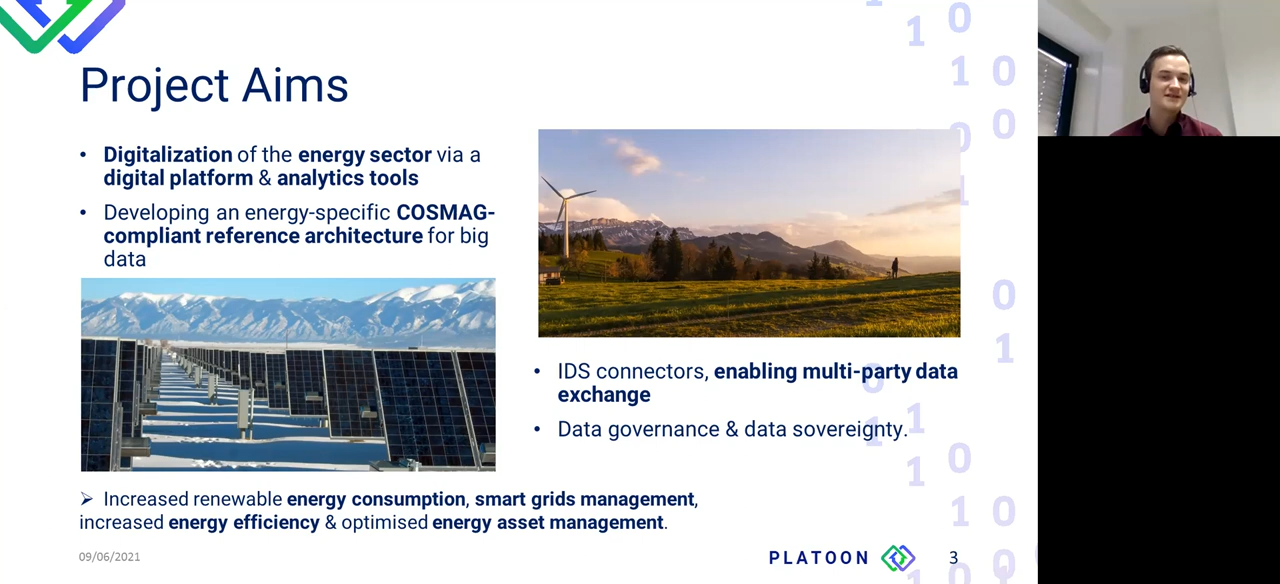 Project Aims
• Digitalization of the energy sector via a
digital platform & analytics tools
• Developing an energy-specific COSMAG-
compliant reference architecture for big
data
• IDS connectors, enabling multi-party data
exchange
• Data governance & data sovereignty.
➢ Increased renewable energy consumption, smart grids management,
increased energy efficiency & optimised energy asset management.
09/06/2021
PLATOON
3